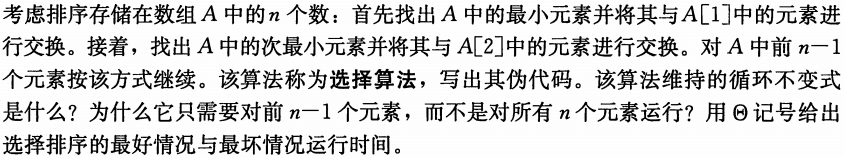 考虑排序存储在数组 A 中的 n 个数：首先找出 A 中的最小元素并将其与 A[1]中的元素进
行交换。接着，找出 A 中的次最小元素并将其与 A[2]中的元素进行交换。对 A 中前 n−1
个元素按该方式继续。该算法称为选择算法，写出其伪代码。该算法维持的循环不变式
是什么？为什么它只需要对前 n−1 个元素，而不是对所有 n 个元素运行？用 Θ 记号给出
选择排序的最好情况与最坏情况运行时间。